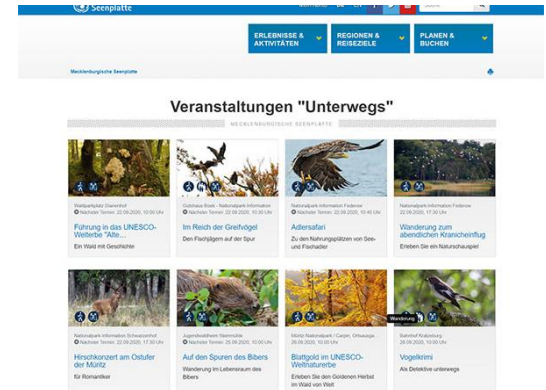 Seenplatte
DE EN
ERLEBNISSE & AKTIVITÄTEN
REGIONEN & REISEZIELE
PLANEN & BUCHEN
Mecklenburgische Seenplatte
Veranstaltungen "Unterwegs"
MECKLENBURGISCHE SEENPLATTE
Nächster Termin: 22.09.2020, 10:00 Uhr
Führung in das UNESCO-
Welterbe "Alte...
Ein Wald mit Geschichte
Gutshaus Boek - Nationalpark-Information
Nächster Termin: 22.09.2020, 10:30 Uhr
Im Reich der Greifvögel
Den Fischjägern auf der Spur
Nationalpark-Information Federow
Nächster Termin: 22.09.2020, 10:40 Uhr
Adlersafari
Zu den Nahrungsplätzen von See-
und Fischadler
Nationalpark-Information Federow
22.09.2020, 17:30 Uhr
Wanderung zum
abendlichen Kranicheinflug
Erleben Sie ein Naturschauspiel
Nationalpark-Information Schwarzenhof
Nächster Termin: 22.09.2020, 17:30 Uhr
Hirschkonzert am Ostufer
der Müritz
für Romantiker
Jugendwaldheim Steinmühle
Nächster Termin: 25.09.2020, 10:00 Uhr
Auf den Spuren des Bibers
Wanderung im Lebensraum des
Bibers
Müritz-Nationalpark / Carpin, Ortsausga...
26.09.2020, 10:00 Uhr
Blattgold im UNESCO-
Weltnaturerbe
Erleben Sie den Goldenen Herbst
im Wald von Welt
Wanderung
Bahnhof Kratzeburg
26.09.2020, 10:00 Uhr
Vogelkrimi
Als Detektive unterwegs